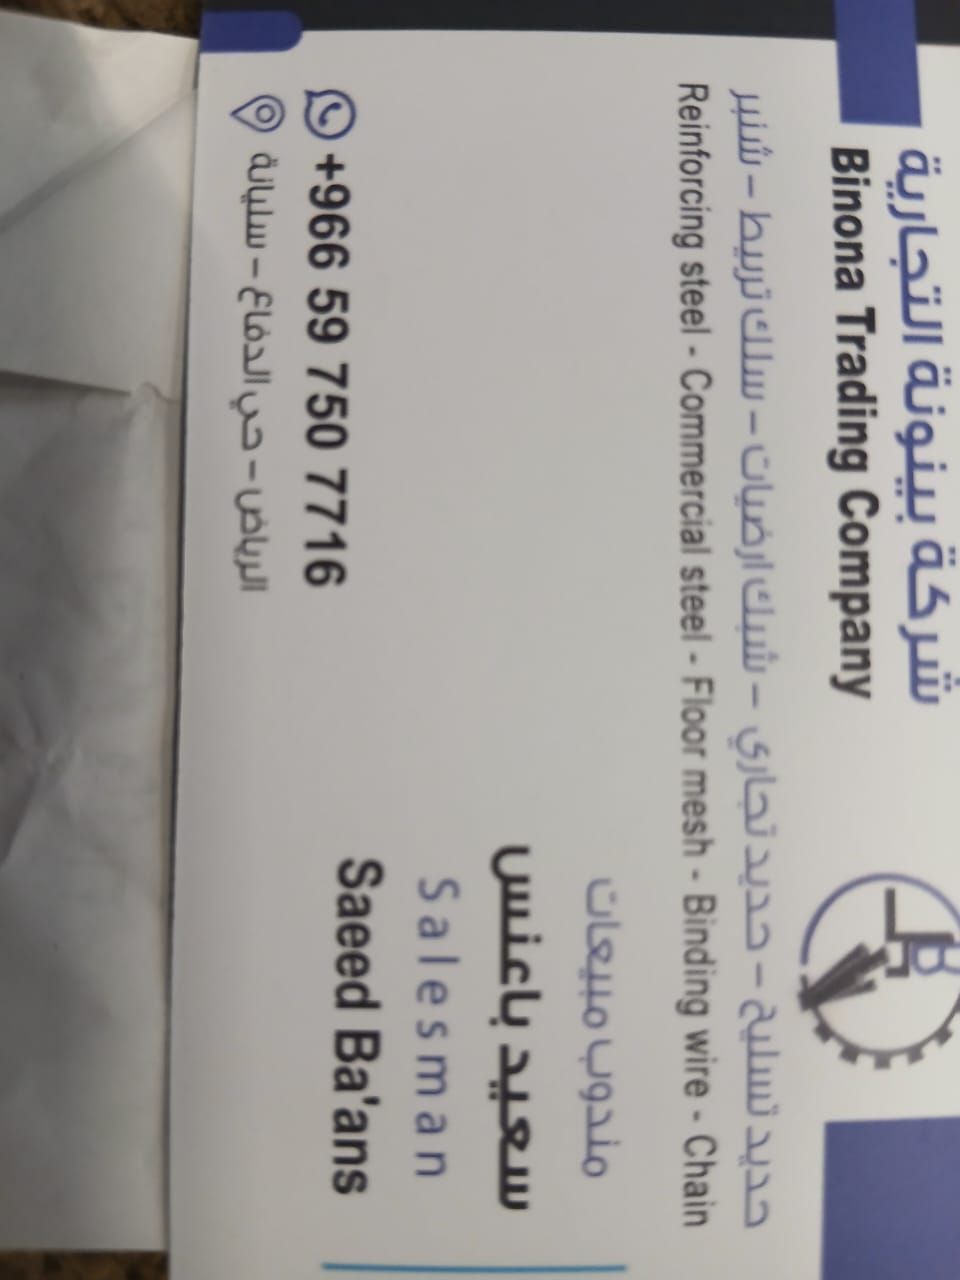 شركة بينونة التجارية
Binona Trading Company
حديد تسليح - حديد تجاري - شبك ارضيات - سلك تربيط - شنبر
Reinforcing steel - Commercial steel - Floor mesh - Binding wire - Chain
مندوب مبيعات
سعيد باعنس
Salesman
Saeed Ba'ans
+966 59 750 7716
الرياض - حي الدفاع - سليانة